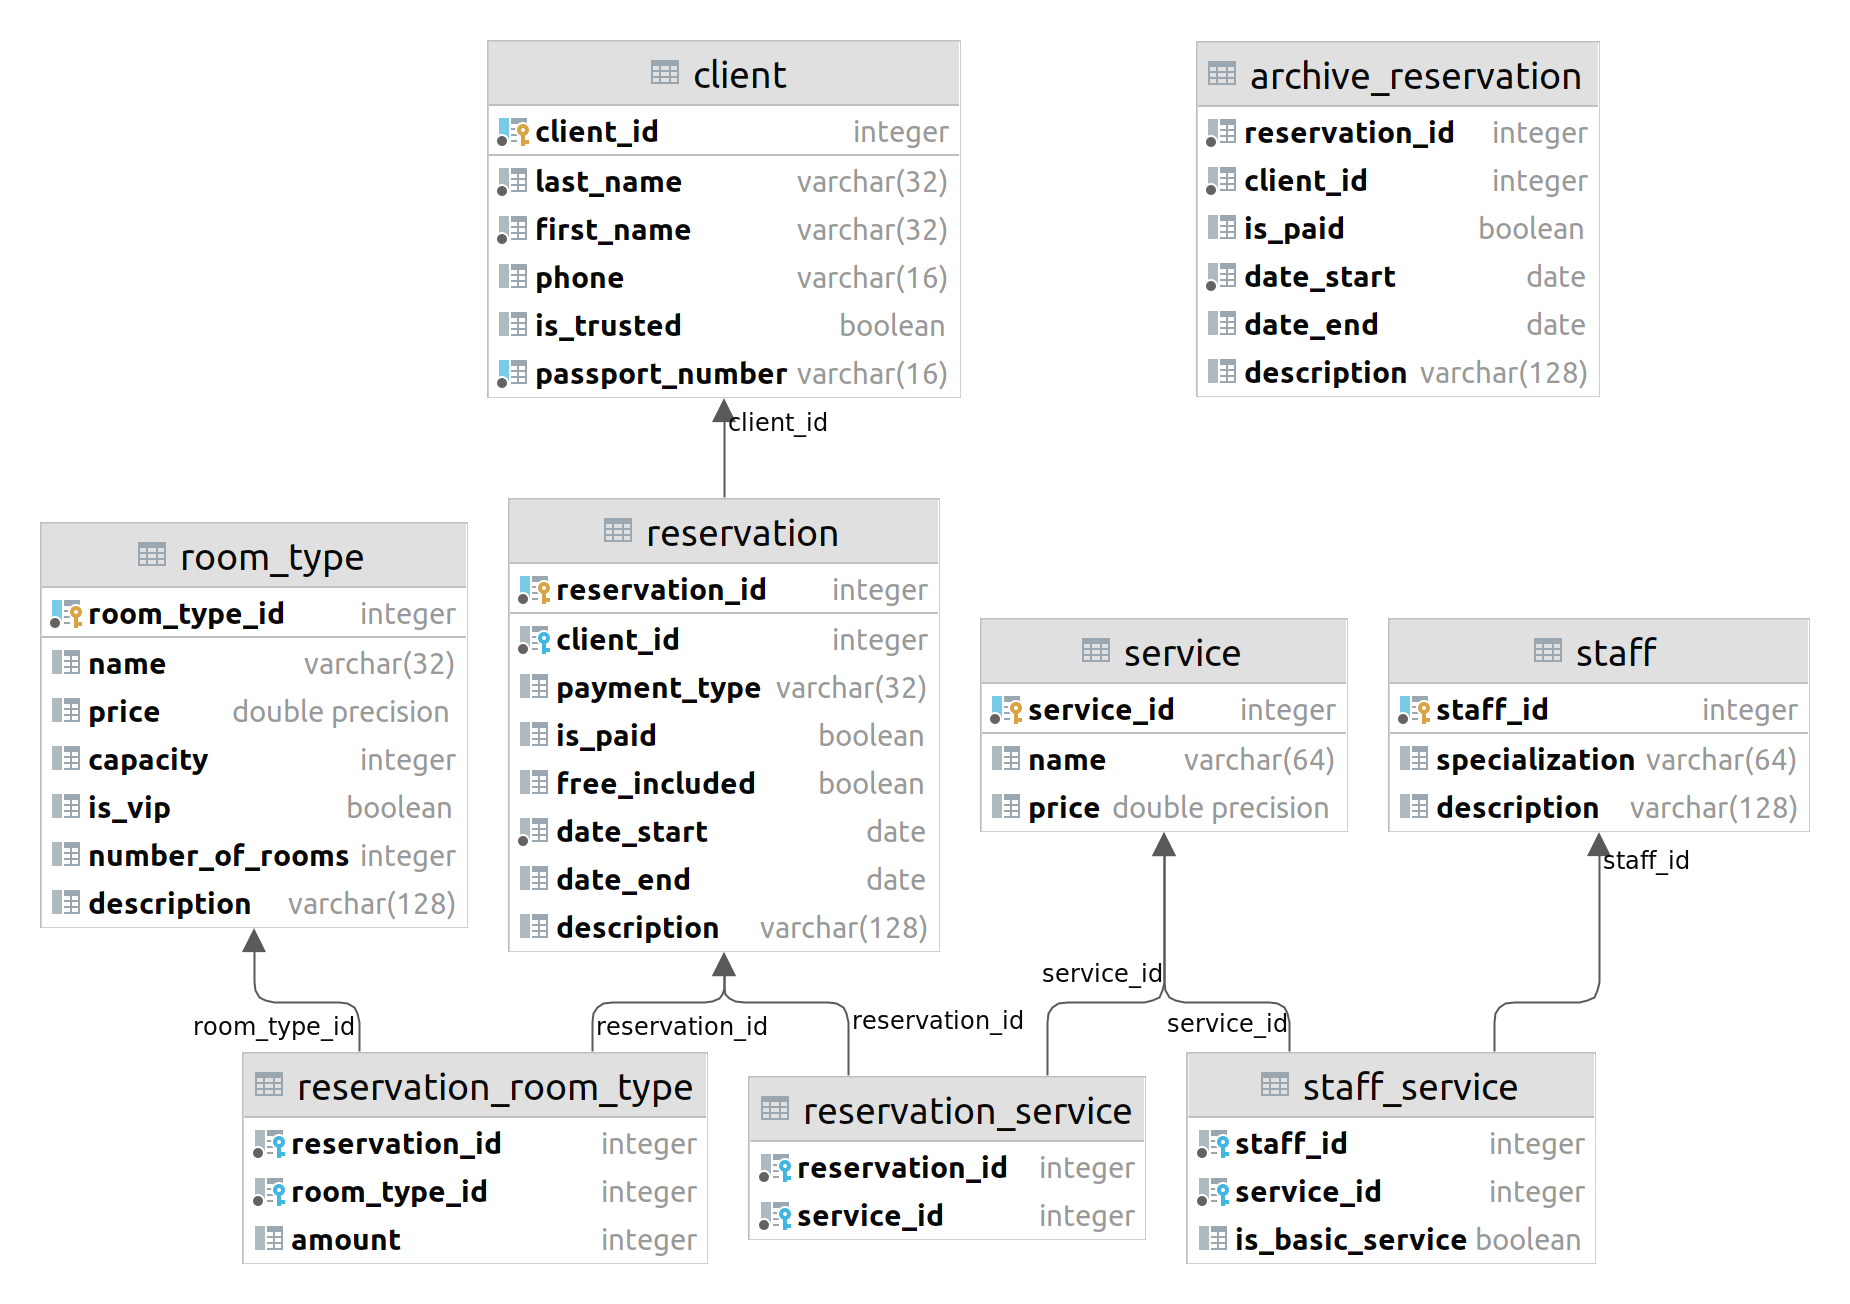 client
client_id integer
last_name varchar(32)
first_name varchar(32)
phone varchar(16)
is_trusted boolean
passport_number varchar(16)
archive_reservation
reservation_id integer
client_id integer
is_paid boolean
date_start date
date_end date
description varchar(128)
client_id
room_type
room_type_id integer
name varchar(32)
price double precision
capacity integer
is_vip boolean
number_of_rooms integer
description varchar(128)
reservation
reservation_id integer
client_id integer
payment_type varchar(32)
is_paid boolean
free_included boolean
date_start date
date_end date
description varchar(128)
service
service_id integer
name varchar(64)
price double precision
staff
staff_id integer
specialization varchar(64)
description varchar(128)
staff_id
service_id
room_type_id
reservation_id
reservation_id
service_id
reservation_room_type
reservation_id integer
room_type_id integer
amount integer
reservation_service
reservation_id integer
service_id integer
staff_service
staff_id integer
service_id integer
is_basic_service boolean